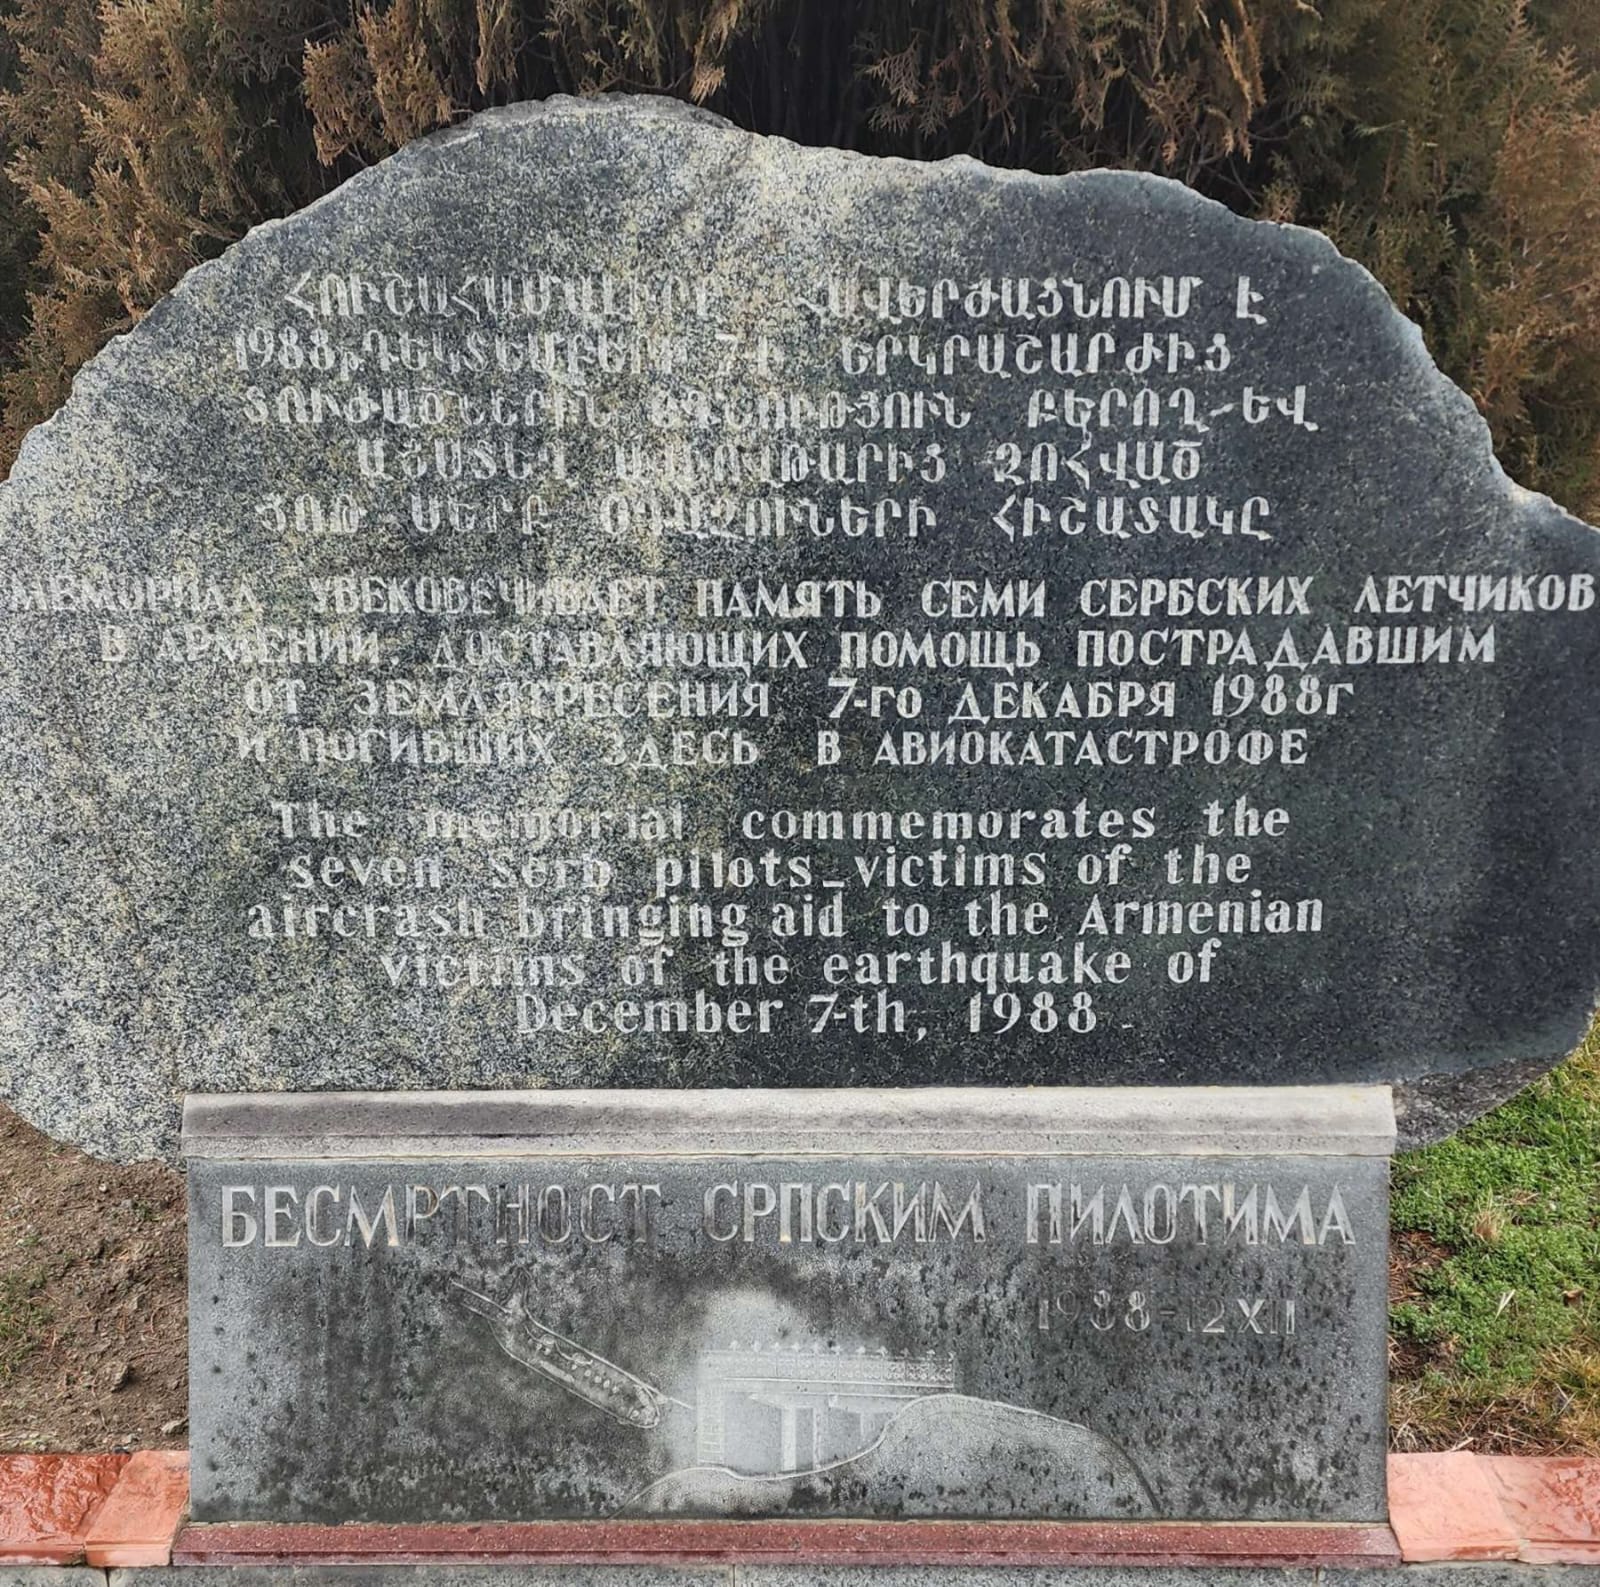 ՀՈՒՇԱՀԱՄԱԼԻՐԸ ՀԱՎԵՐԺԱՑՆՈՒՄ Է
1988թ.ԴԵԿՏԵՄԲԵՐԻ 7-Ի ԵՐԿՐԱՇԱՐԺԻՑ
ՏՈՒԺԱԾՆԵՐԻՆ ՕԳՆՈՒԹՅՈՒՆ ԲԵՐՈՂ-ԵՎ
ԱՅՍՏԵՂ ԱՎԻՈՎԹԱՐԻՑ ԶՈՀՎԱԾ
ՅՈԹ ՍԵՐԲ ՕԴԱՉՈՒՆԵՐԻ ՀԻՇԱՏԱԿԸ
МЕМОРИАЛ УВЕКОВЕЧИВАЕТ ПАМЯТЬ СЕМИ СЕРБСКИХ ЛЕТЧИКОВ
В АРМЕНИИ, ДОСТАВЛЯЮЩИХ ПОМОЩЬ ПОСТРАДАВШИМ
ОТ ЗЕМЛЯТРЕСЕНИЯ 7-го ДЕКАБРЯ 1988г
И ПОГИБШИХ ЗДЕСЬ В АВИОКАТАСТРОФЕ
The memorial commemorates the
seven Serb pilots-victims of the
aircrash bringing aid to the Armenian
victims of the earthquake of
December 7-th, 1988.
БЕСМРТНОСТ СРПСКИМ ПИЛОТИМА
1988-12 XII